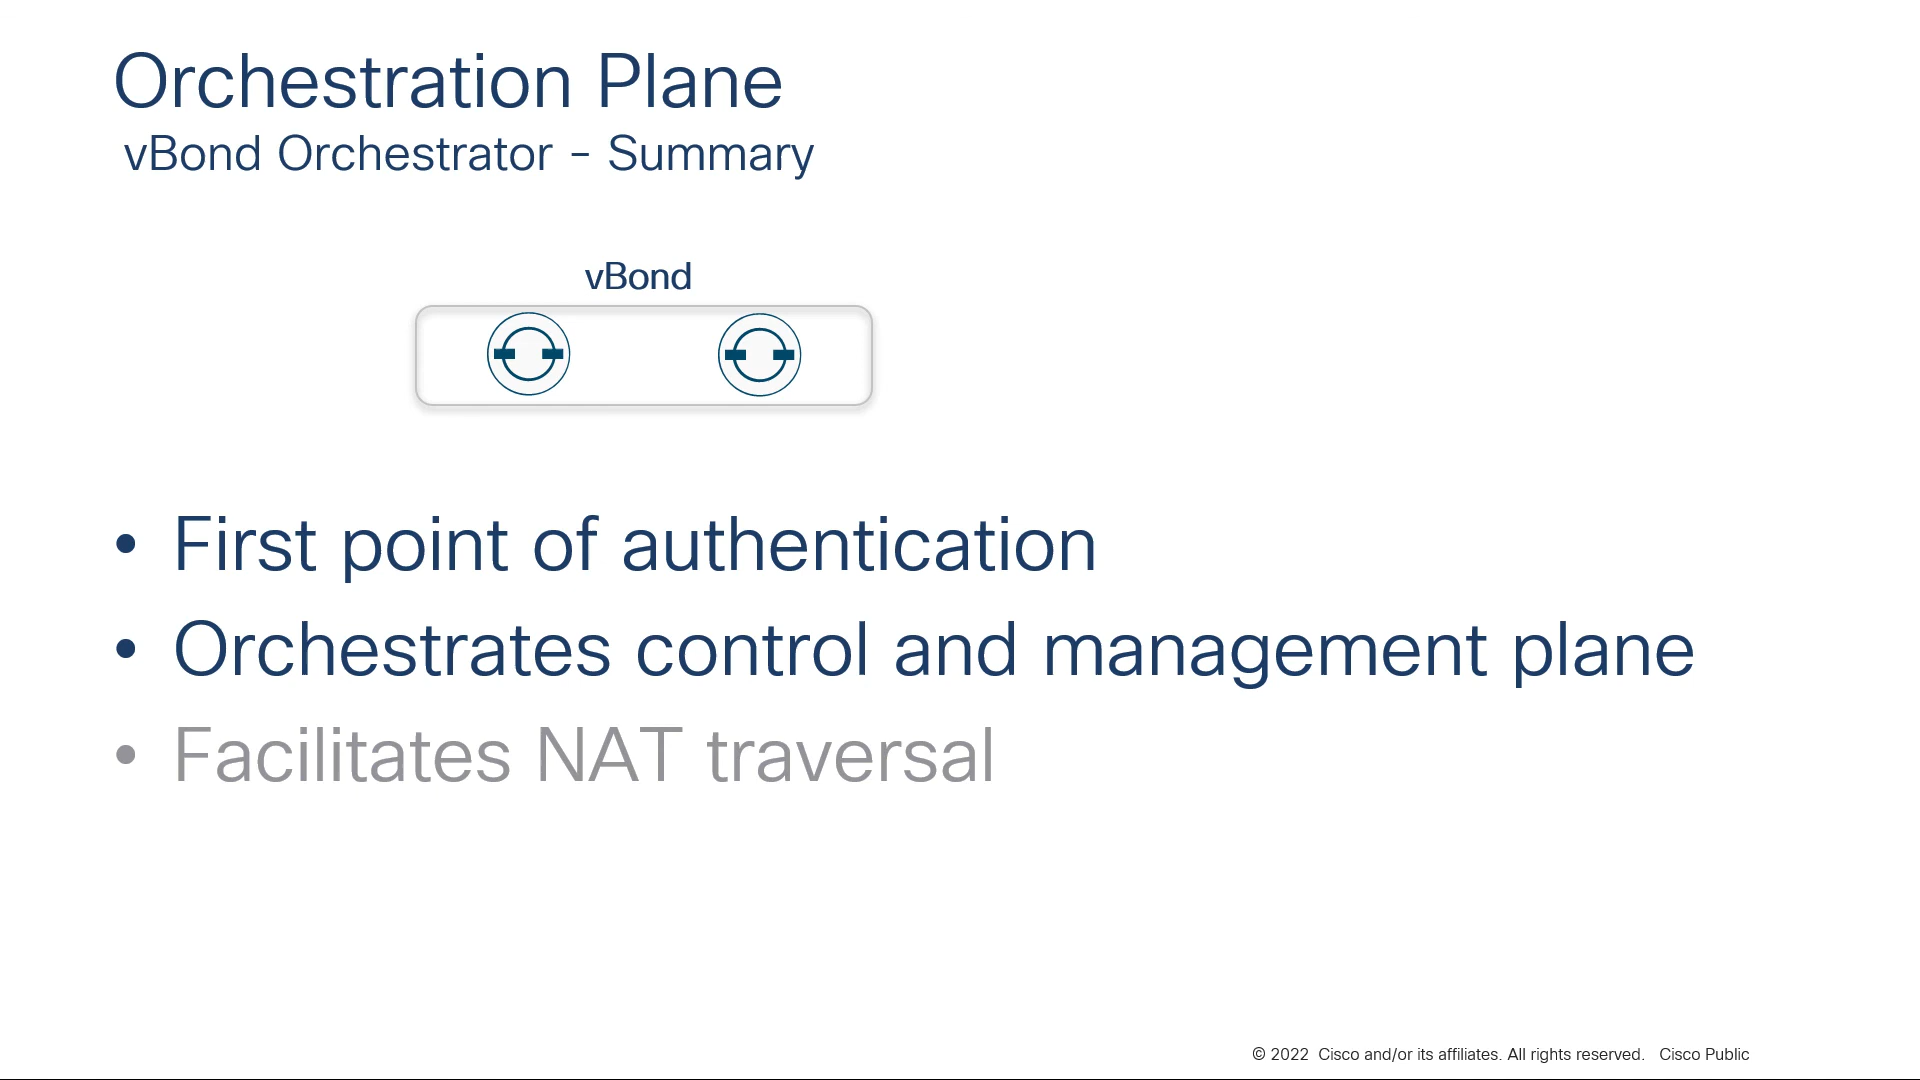 Orchestration Plane
vBond Orchestrator - Summary
vBond
• First point of authentication
• Orchestrates control and management plane
• Facilitates NAT traversal
© 2022 Cisco and/or its affiliates. All rights reserved. Cisco Public